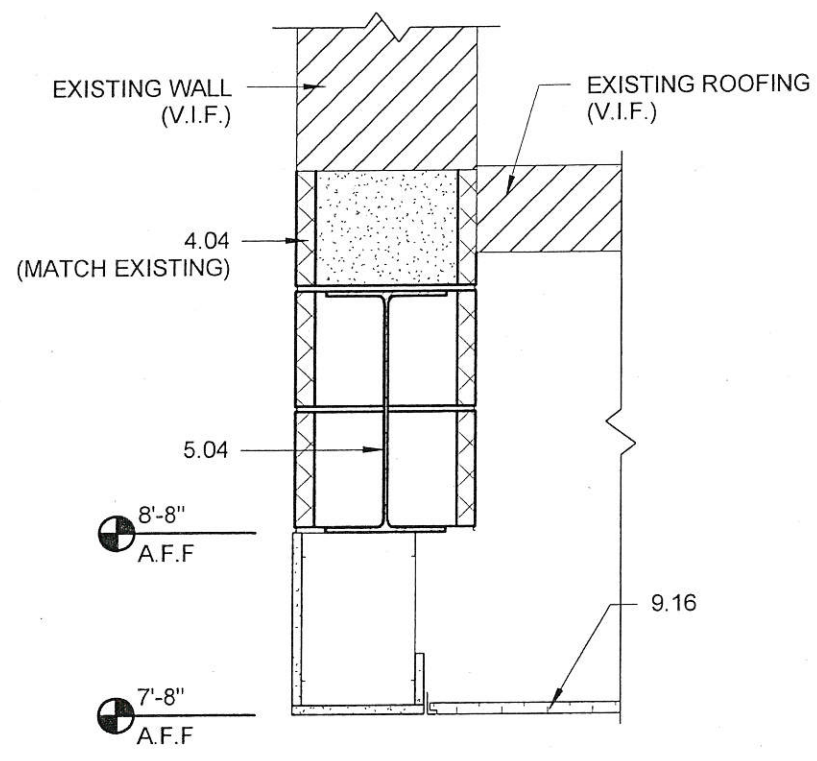 EXISTING WALL
(V.I.F.)
EXISTING ROOFING
(V.I.F.)
4.04
(MATCH EXISTING)
5.04
8'-8"
A.F.F
9.16
7'-8"
A.F.F